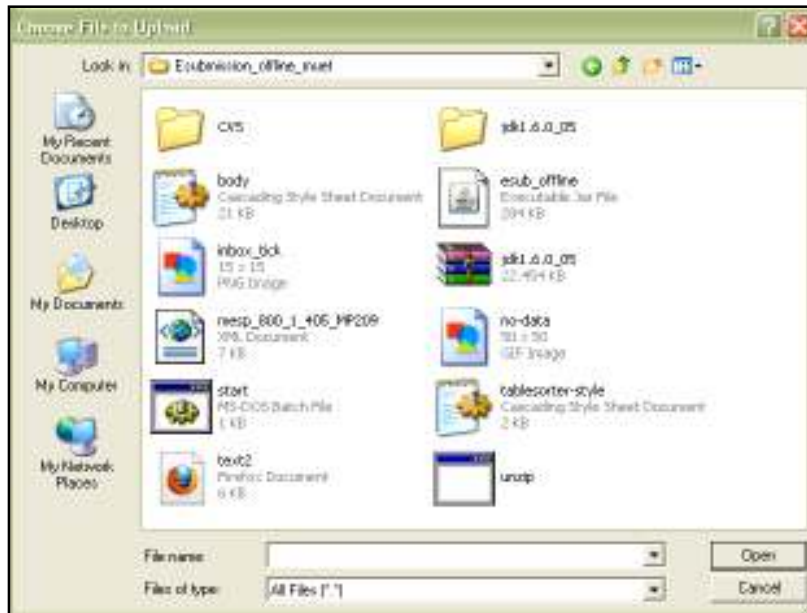 Choose File to Upload
Look in: Esubmission_offline_muet
My Recent Documents
Desktop
My Documents
My Computer
My Network Places
CVS
jdk1.6.0_05
body
Cascading Style Sheet Document
21 KB
esub_offline
Executable Jar File
284 KB
inbox_tick
15 x 15
PNG Image
jdk1.6.0_05
22,454 KB
mesp_800_1_405_MP209
XML Document
7 KB
no-data
50 x 50
GIF Image
start
MS-DOS Batch File
1 KB
tablesorter-style
Cascading Style Sheet Document
2 KB
text2
Firefox Document
6 KB
unzip
File name:
Open
Files of type: All Files (*.*)
Cancel